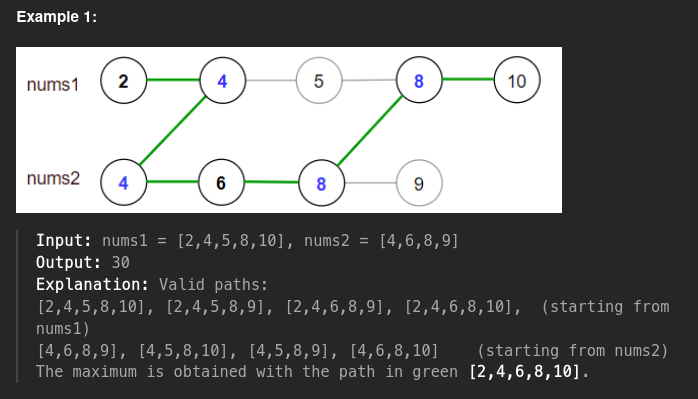 Example 1:
nums1 2 4 5 8 10
nums2 4 6 8 9
Input: nums1 = [2,4,5,8,10], nums2 = [4,6,8,9]
Output: 30
Explanation: Valid paths:
[2,4,5,8,10], [2,4,5,8,9], [2,4,6,8,9], [2,4,6,8,10],  (starting from
nums1)
[4,6,8,9], [4,5,8,10], [4,5,8,9], [4,6,8,10]    (starting from nums2)
The maximum is obtained with the path in green [2,4,6,8,10].